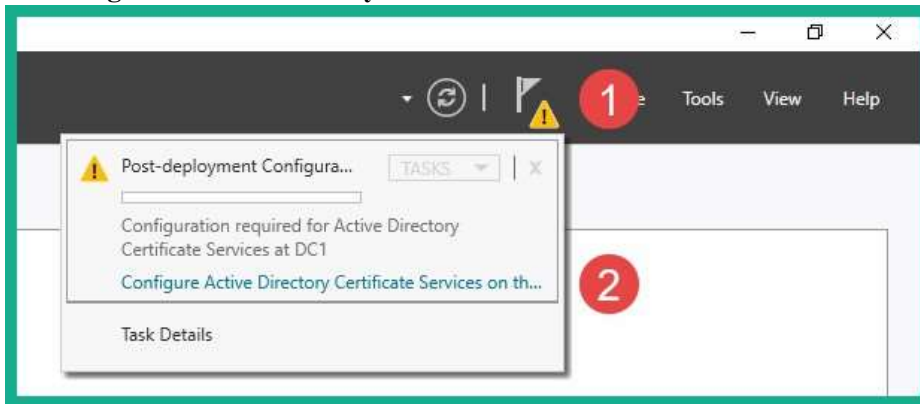 1 Tools View Help
Post-deployment Configura... TASKS X
Configuration required for Active Directory
Certificate Services at DC1
Configure Active Directory Certificate Services on th...
2
Task Details